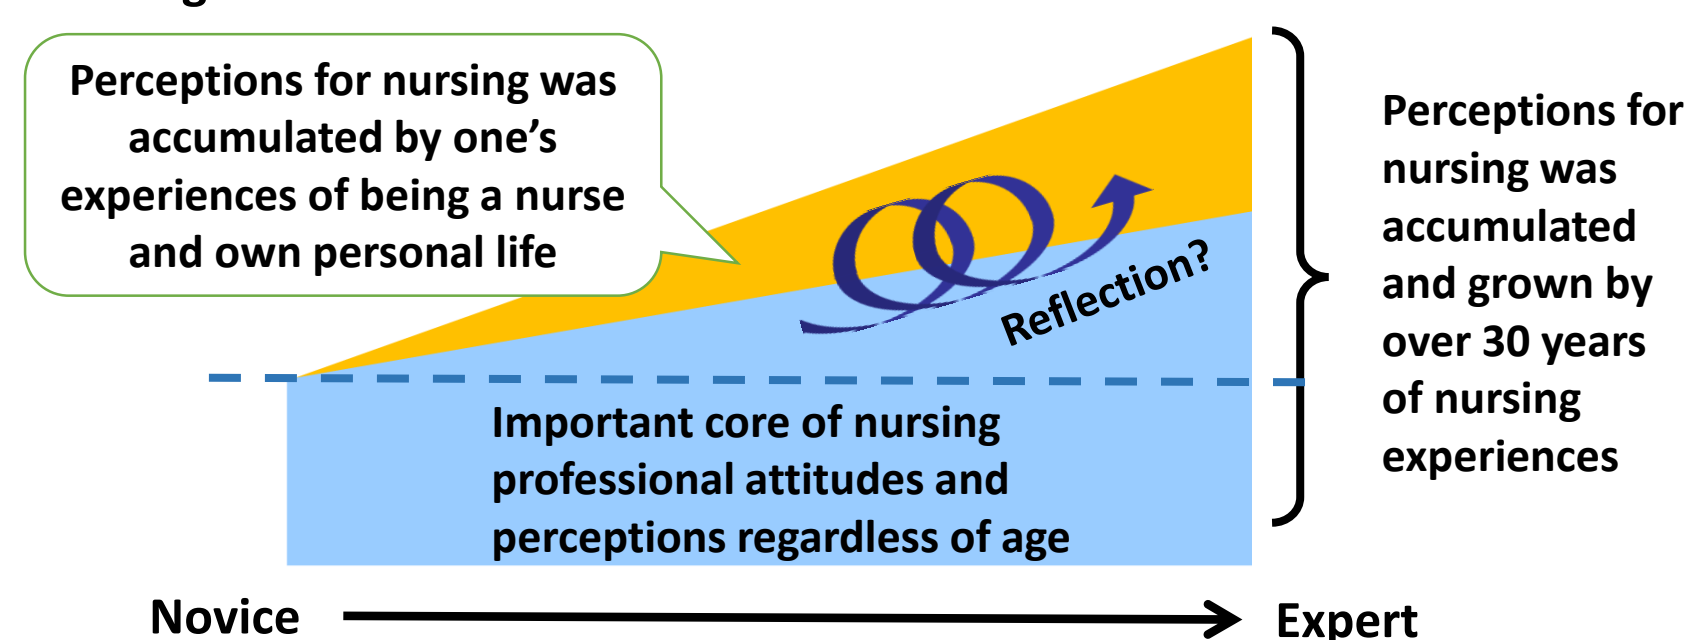 Perceptions for nursing was
accumulated by one’s
experiences of being a nurse
and own personal life
Reflection?
Important core of nursing
professional attitudes and
perceptions regardless of age
Perceptions for
nursing was
accumulated
and grown by
over 30 years
of nursing
experiences
Novice
Expert